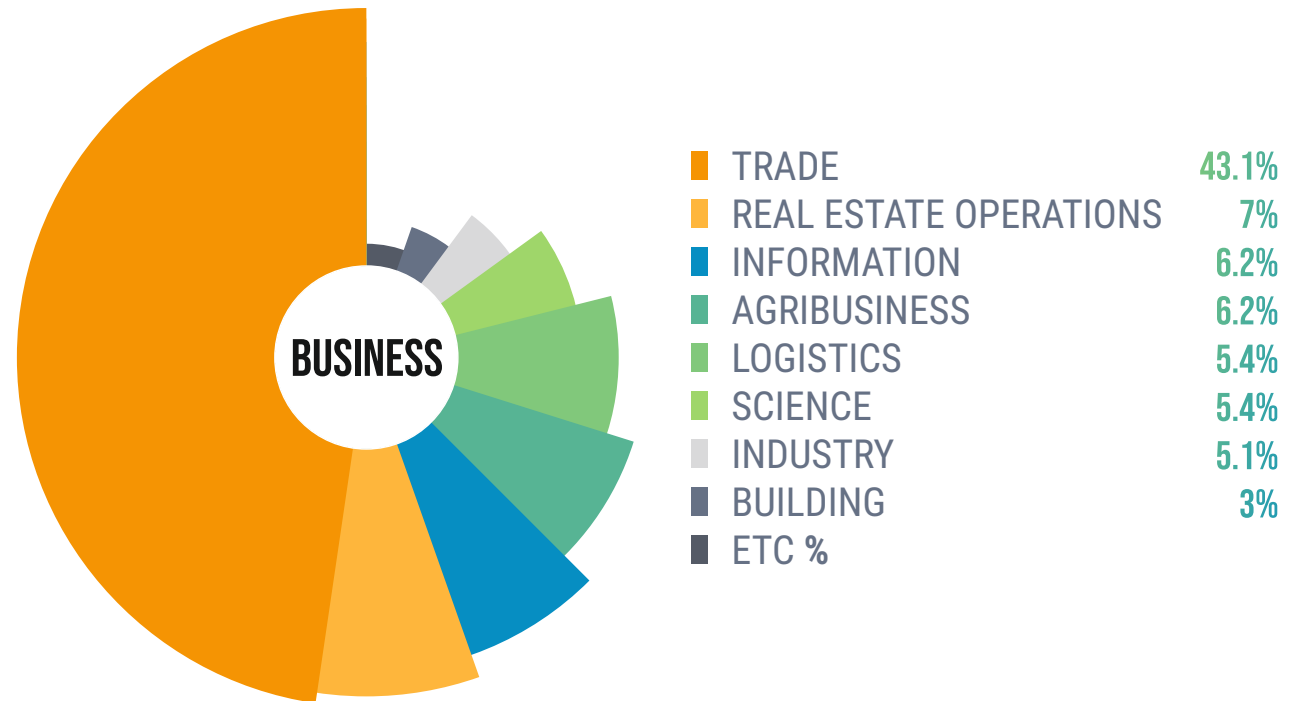 BUSINESS
TRADE 43.1%
REAL ESTATE OPERATIONS 7%
INFORMATION 6.2%
AGRIBUSINESS 6.2%
LOGISTICS 5.4%
SCIENCE 5.4%
INDUSTRY 5.1%
BUILDING 3%
ETC %